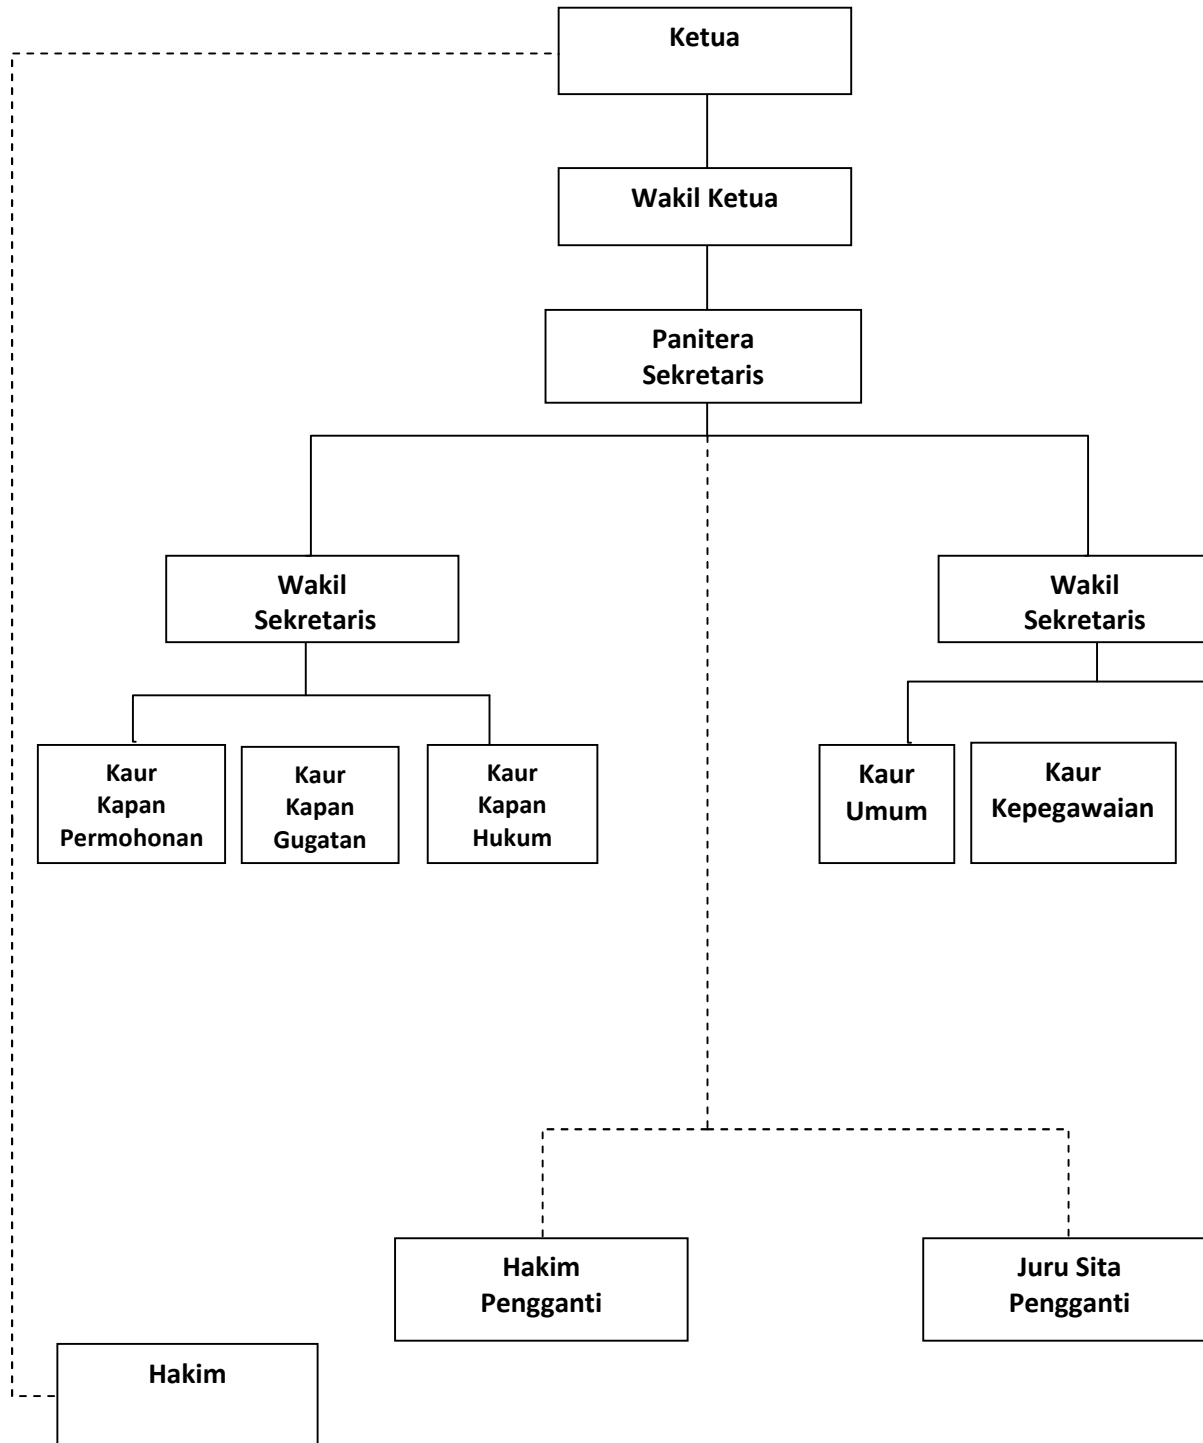 Ketua
Wakil Ketua
Panitera
Sekretaris
Wakil
Sekretaris
Wakil
Sekretaris
Kaur
Kapan
Permohonan
Kaur
Kapan
Gugatan
Kaur
Kapan
Hukum
Kaur
Umum
Kaur
Kepegawaian
Hakim
Pengganti
Juru Sita
Pengganti
Hakim